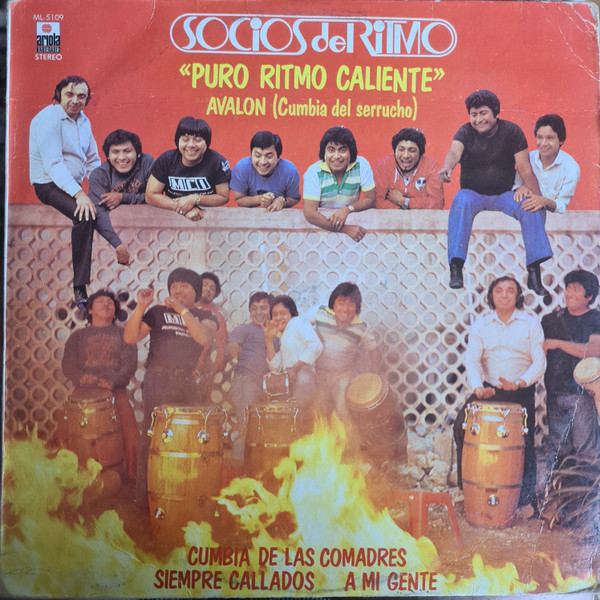 ML-5109
ariola
STEREO
SOCIOS del RITMO
«PURO RITMO CALIENTE»
AVALON (Cumbia del serrucho)
MCI
CUMBIA DE LAS COMADRES
SIEMPRE CALLADOS A MI GENTE